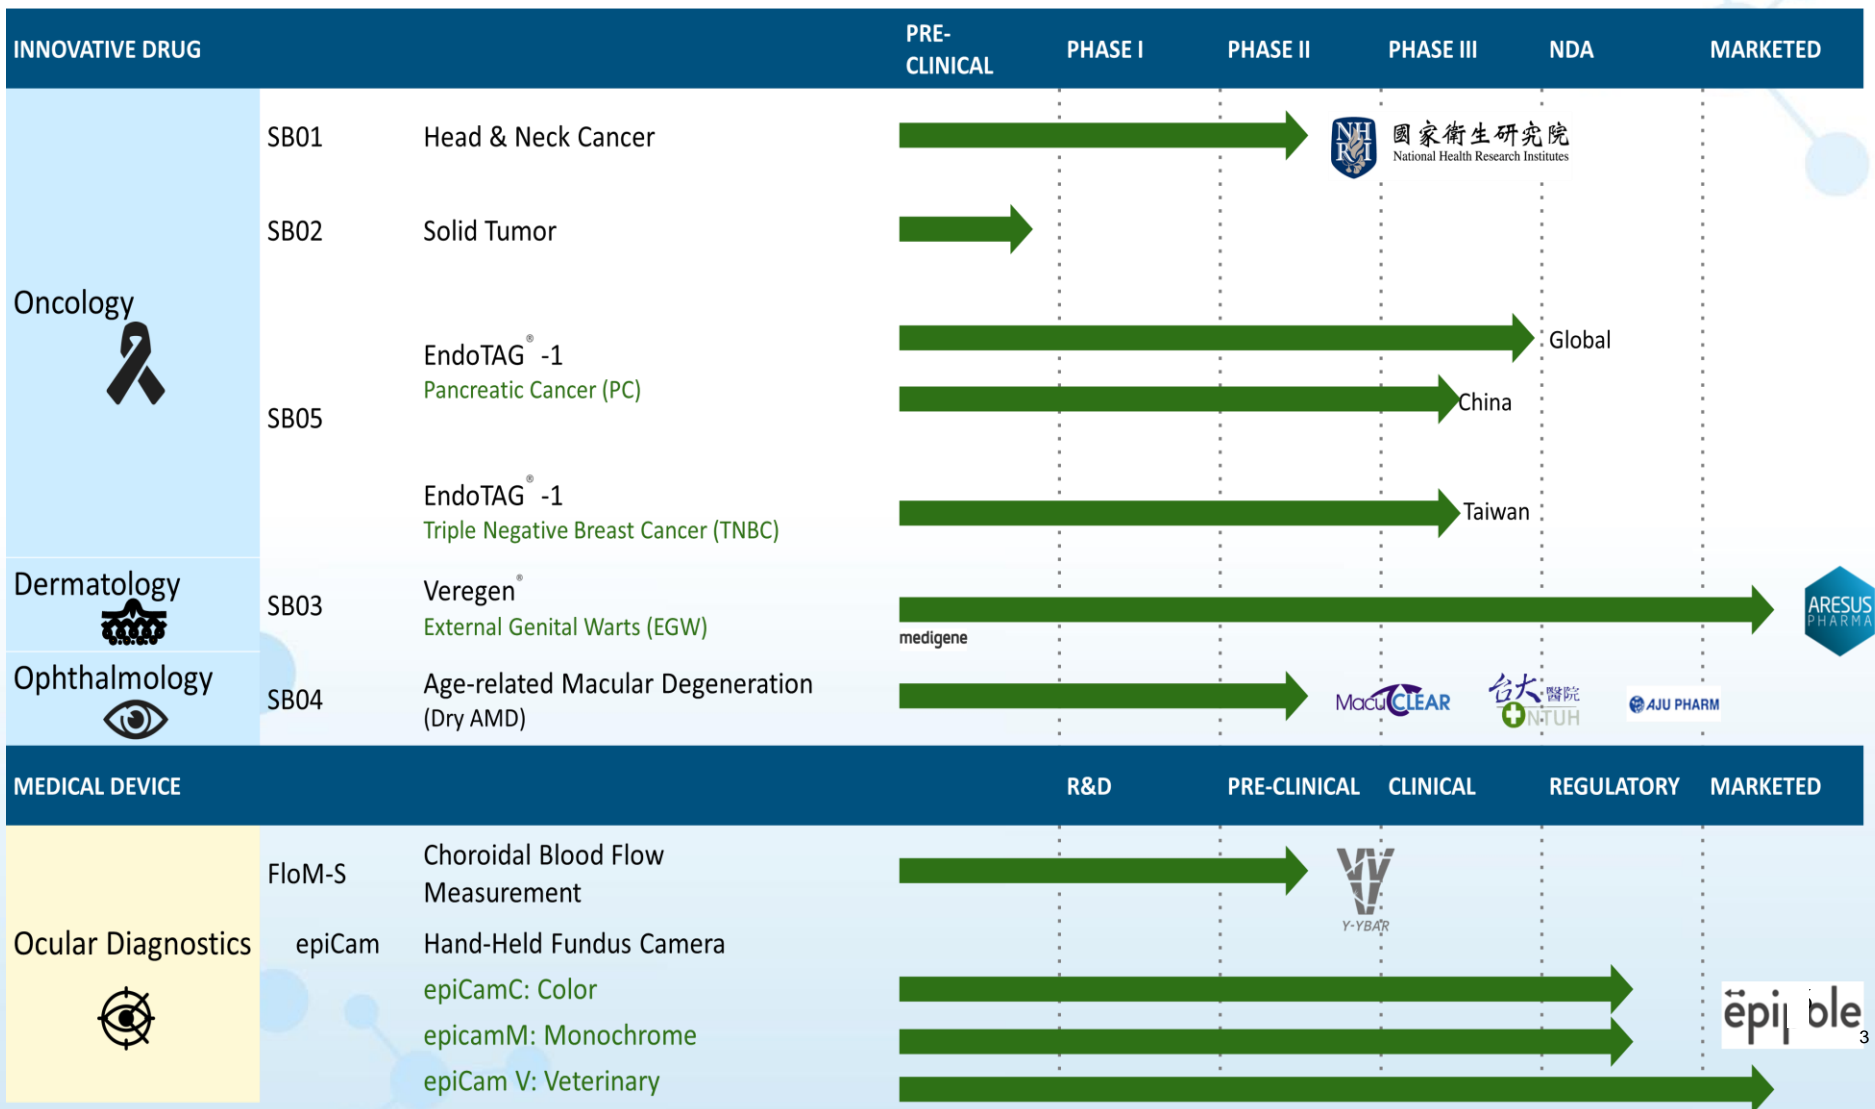 INNOVATIVE DRUG
PRE-
CLINICAL
PHASE I
PHASE II
PHASE III
NDA
MARKETED
Oncology
SB01
Head & Neck Cancer
NH
RI
國家衛生研究院
National Health Research Institutes
SB02
Solid Tumor
SB05
EndoTAG® -1
Pancreatic Cancer (PC)
Global
China
EndoTAG® -1
Triple Negative Breast Cancer (TNBC)
Taiwan
Dermatology
SB03
Veregen®
External Genital Warts (EGW)
medigene
ARESUS
PHARMA
Ophthalmology
SB04
Age-related Macular Degeneration
(Dry AMD)
MacuCLEAR
台大醫院
NTUH
AJU PHARM
MEDICAL DEVICE
R&D
PRE-CLINICAL
CLINICAL
REGULATORY
MARKETED
Ocular Diagnostics
FloM-S
Choroidal Blood Flow
Measurement
Y-YBAR
epiCam
Hand-Held Fundus Camera
epiCamC: Color
epicamM: Monochrome
epiCam V: Veterinary
3